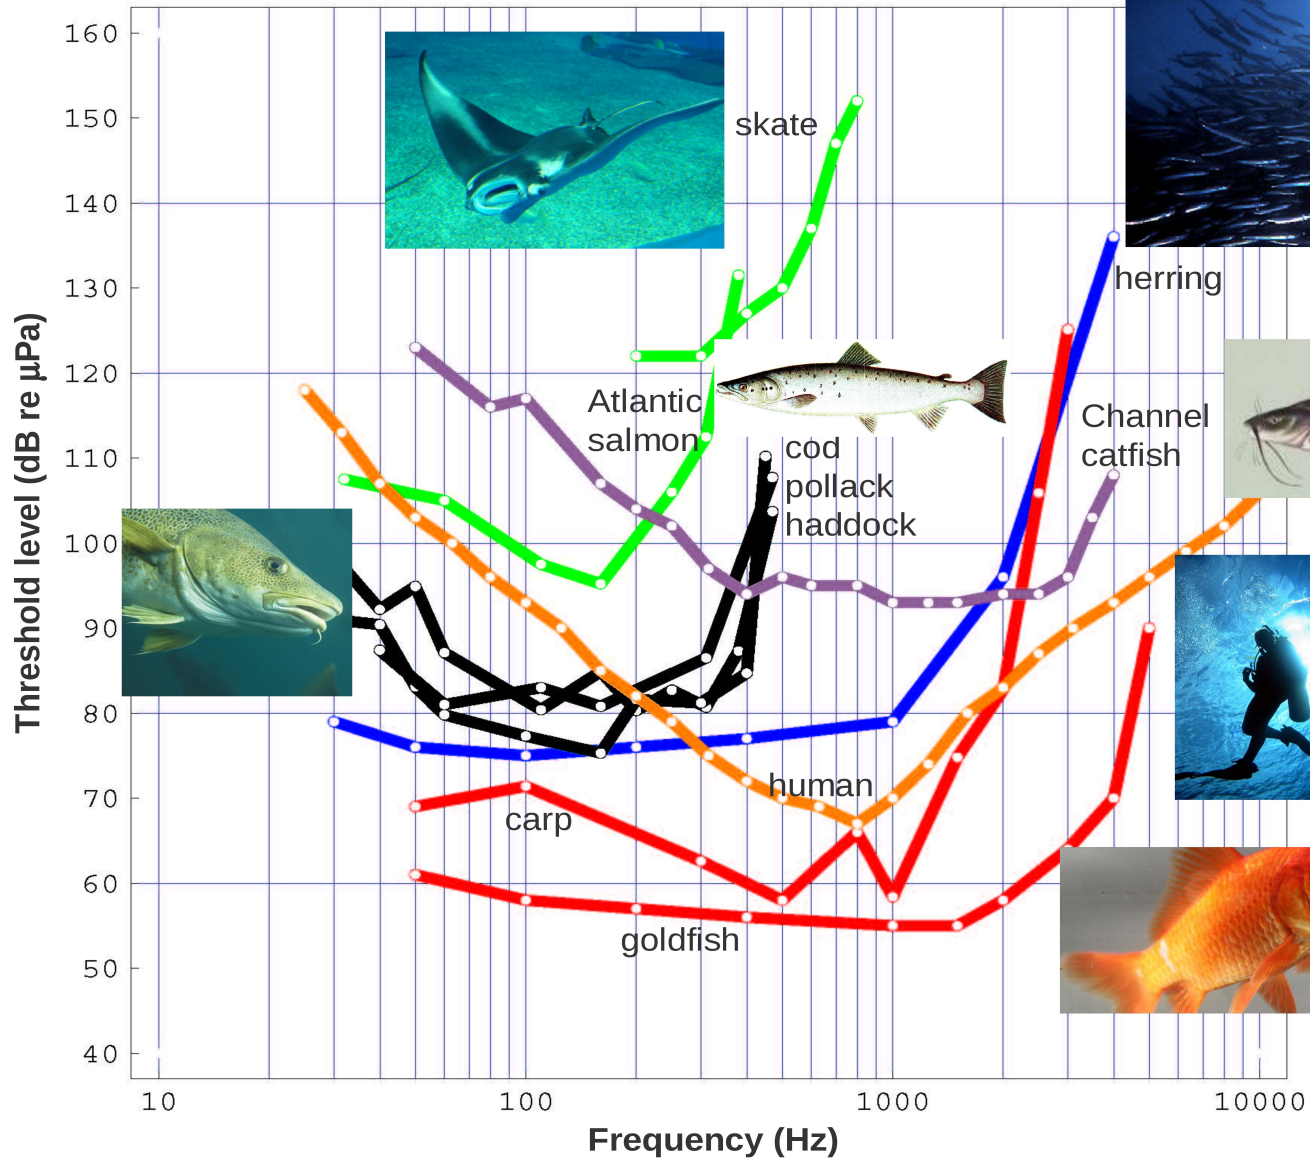 160
150
140
130
120
110
100
90
80
70
60
50
40
Threshold level (dB re µPa)
skate
herring
Atlantic
salmon
Channel
catfish
cod
pollack
haddock
human
carp
goldfish
10
100
1000
10000
Frequency (Hz)